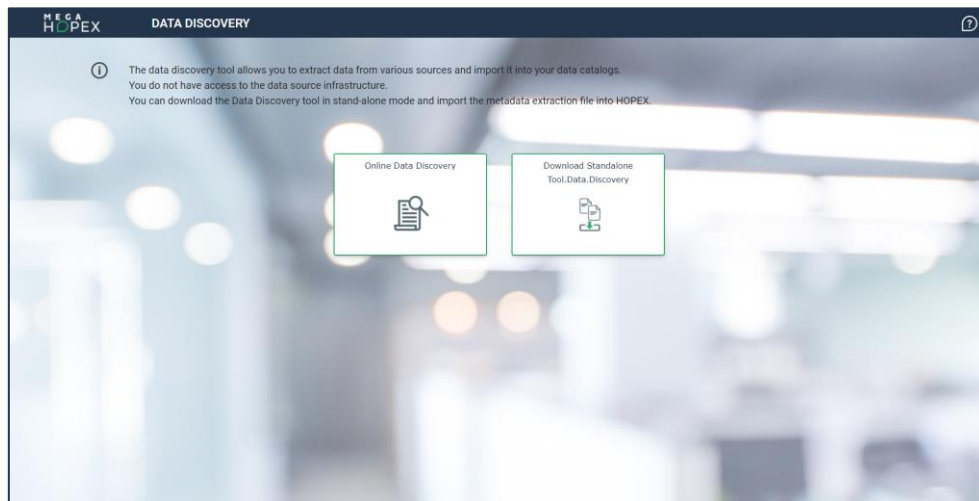 MEGA
HOPEX
DATA DISCOVERY
?
i
The data discovery tool allows you to extract data from various sources and import it into your data catalogs.
You do not have access to the data source infrastructure.
You can download the Data Discovery tool in stand-alone mode and import the metadata extraction file into HOPEX.
Online Data Discovery
Download Standalone
Tool.Data.Discovery